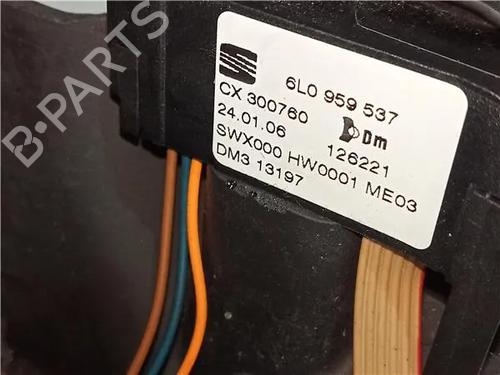 6L0 959 537
CX 300760
24.01.06
Dm
126221
SWX000 HW0001 ME03
DM3 13197
B-PARTS